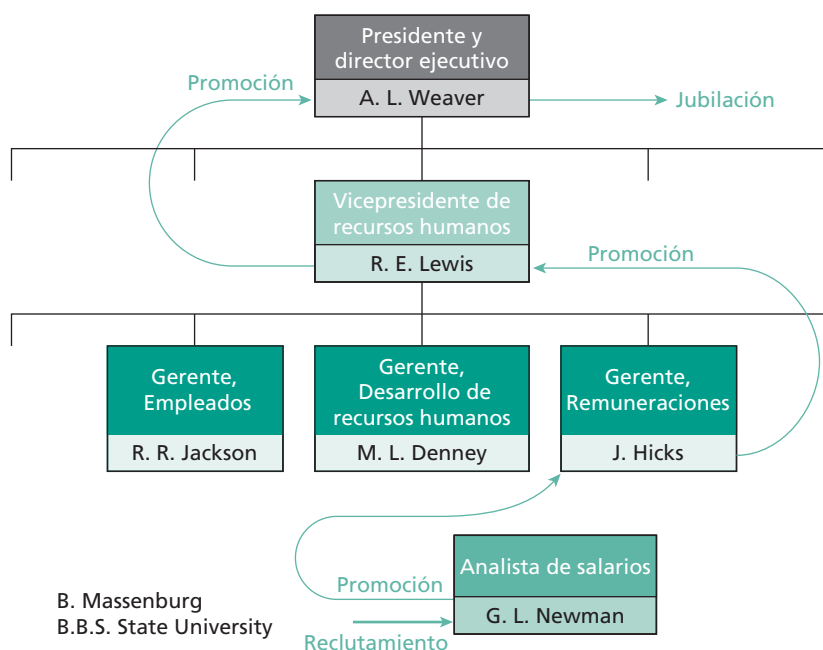 Presidente y
director ejecutivo
Promoción
A. L. Weaver
Jubilación
Vicepresidente de
recursos humanos
R. E. Lewis
Promoción
Gerente,
Empleados
R. R. Jackson
Gerente,
Desarrollo de
recursos humanos
M. L. Denney
Gerente,
Remuneraciones
J. Hicks
Analista de salarios
Promoción
G. L. Newman
B. Massenburg
B.B.S. State University
Reclutamiento